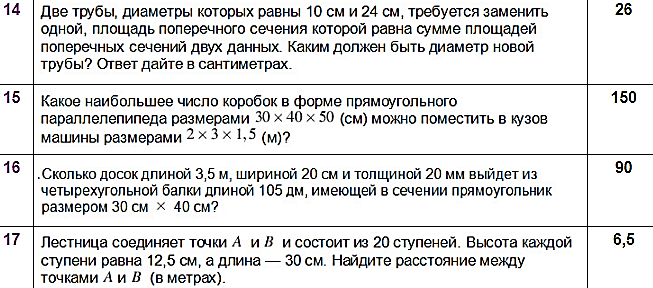 14 Две трубы, диаметры которых равны 10 см и 24 см, требуется заменить 26
одной, площадь поперечного сечения которой равна сумме площадей
поперечных сечений двух данных. Каким должен быть диаметр новой
трубы? Ответ дайте в сантиметрах.
15 Какое наибольшее число коробок в форме прямоугольного 150
параллелепипеда размерами 30 × 40 × 50 (см) можно поместить в кузов
машины размерами 2 × 3 × 1,5 (м)?
16 .Сколько досок длиной 3,5 м, шириной 20 см и толщиной 20 мм выйдет из 90
четырехугольной балки длиной 105 дм, имеющей в сечении прямоугольник
размером 30 см × 40 см?
17 Лестница соединяет точки A и B и состоит из 20 ступеней. Высота каждой 6,5
ступени равна 12,5 см, а длина — 30 см. Найдите расстояние между
точками A и B (в метрах).